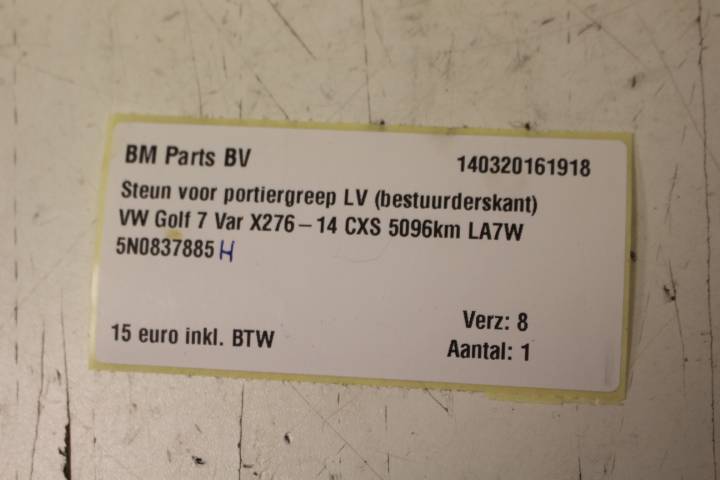 BM Parts BV 140320161918
Steun voor portiergreep LV (bestuurderskant)
VW Golf 7 Var X276-14 CXS 5096km LA7W
5N0837885 H
15 euro inkl. BTW
Verz: 8
Aantal: 1